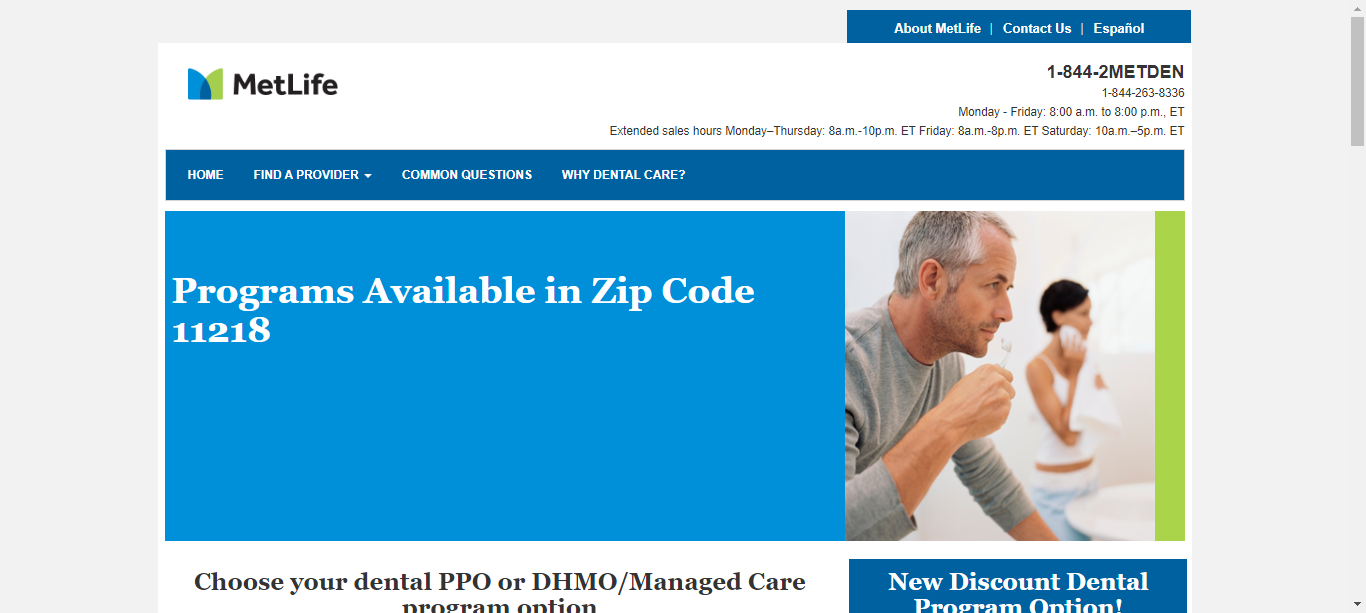 About MetLife | Contact Us | Español
MetLife
1-844-2METDEN
1-844-263-8336
Monday - Friday: 8:00 a.m. to 8:00 p.m., ET
Extended sales hours Monday–Thursday: 8a.m.-10p.m. ET Friday: 8a.m.-8p.m. ET Saturday: 10a.m.–5p.m. ET
HOME FIND A PROVIDER COMMON QUESTIONS WHY DENTAL CARE?
Programs Available in Zip Code
11218
Choose your dental PPO or DHMO/Managed Care
program option
New Discount Dental
Program Option!